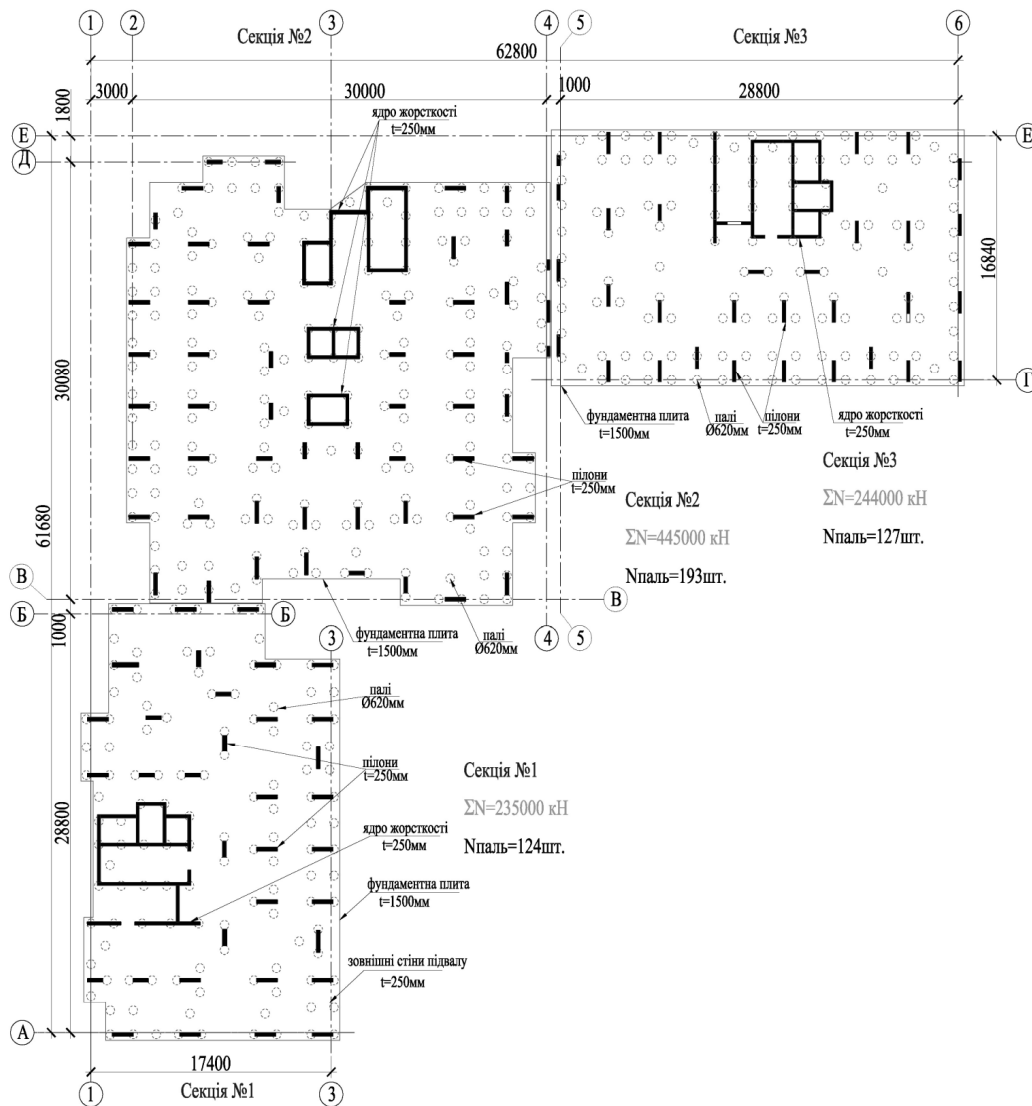 1
2
3
4
5
6
Секція №2
Секція №3
62800
3000
30000
1000
28800
1800
ядро жорсткості
t=250мм
Е
Е
Д
30080
16840
61680
Г
фундаментна плита
t=1500мм
палі
Ø620мм
пілони
t=250мм
ядро жорсткості
t=250мм
пілони
t=250мм
Секція №2
ΣN=445000 кН
Nпаль=193шт.
Секція №3
ΣN=244000 кН
Nпаль=127шт.
В
В
Б
Б
1000
3
4
5
фундаментна плита
t=1500мм
палі
Ø620мм
палі
Ø620мм
пілони
t=250мм
Секція №1
ΣN=235000 кН
Nпаль=124шт.
28800
ядро жорсткості
t=250мм
фундаментна плита
t=1500мм
зовнішні стіни підвалу
t=250мм
А
17400
1
Секція №1
3